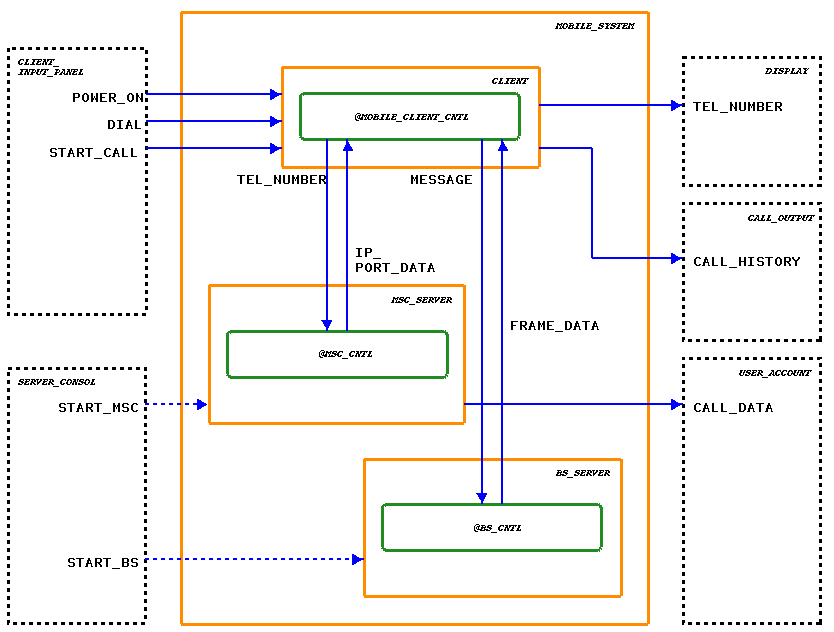 MOBILE_SYSTEM
CLIENT_
INPUT_PANEL
POWER_ON
DIAL
START_CALL
CLIENT
@MOBILE_CLIENT_CNTL
DISPLAY
TEL_NUMBER
TEL_NUMBER
MESSAGE
CALL_OUTPUT
CALL_HISTORY
IP_
PORT_DATA
MSC_SERVER
@MSC_CNTL
FRAME_DATA
SERVER_CONSOL
START_MSC
USER_ACCOUNT
CALL_DATA
BS_SERVER
@BS_CNTL
START_BS